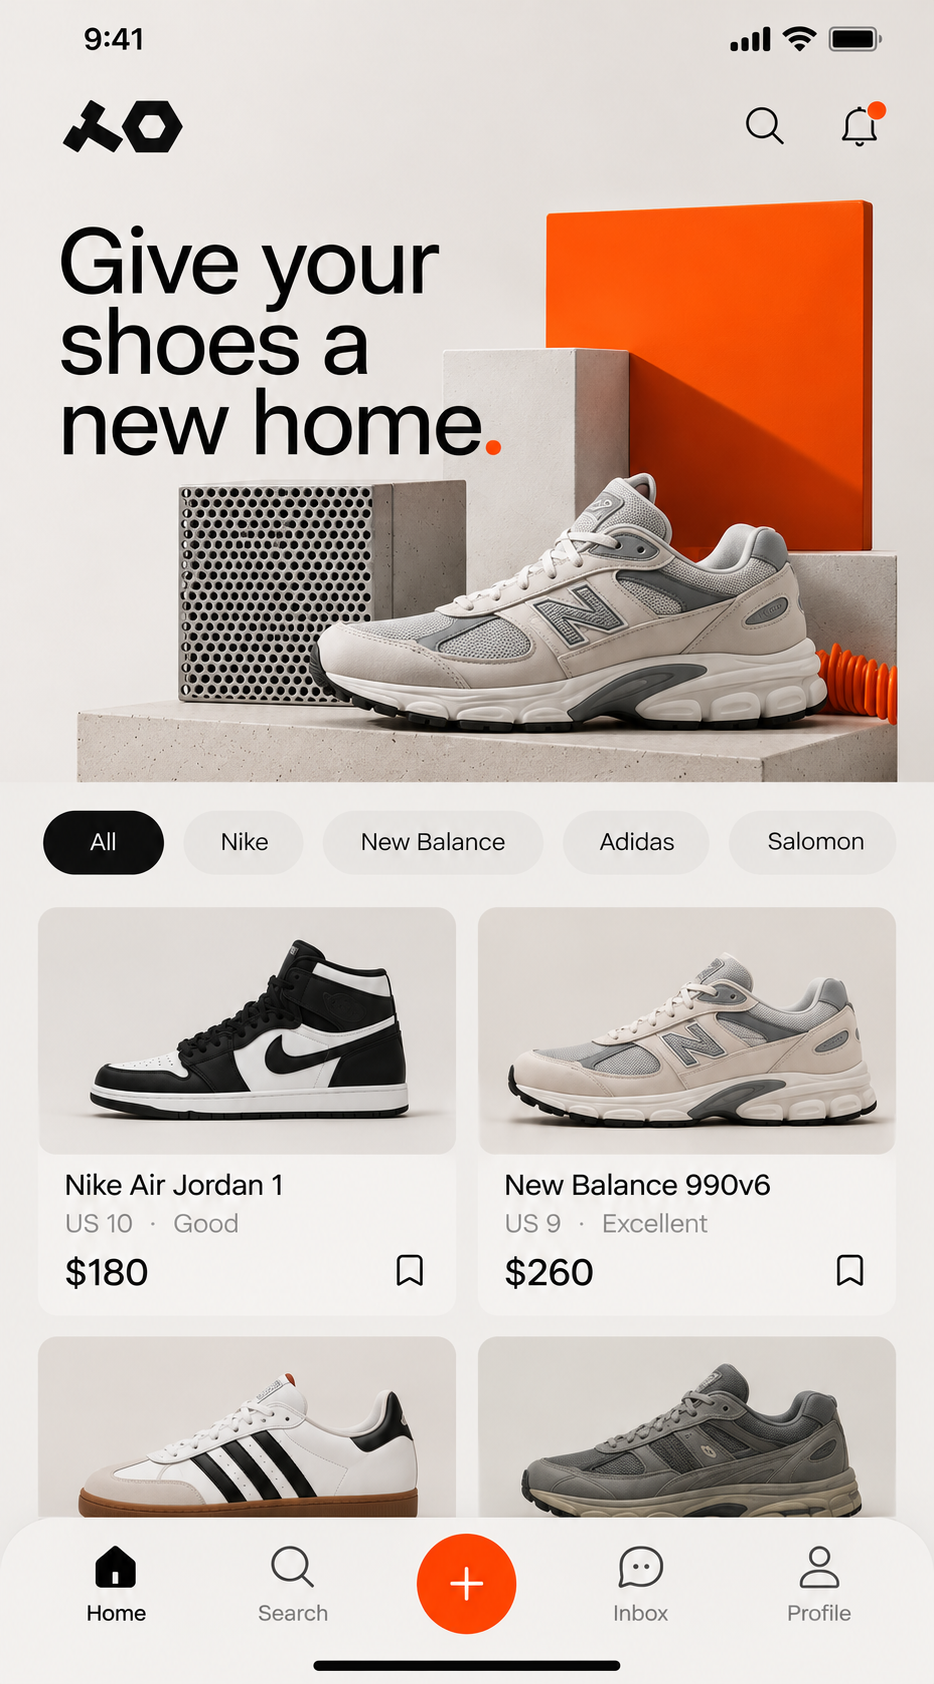 9:41
Give your
shoes a
new home.
All
Nike
New Balance
Adidas
Salomon
N
N
Nike Air Jordan 1
US 10 · Good
$180
New Balance 990v6
US 9 · Excellent
$260
Home
Search
Inbox
Profile